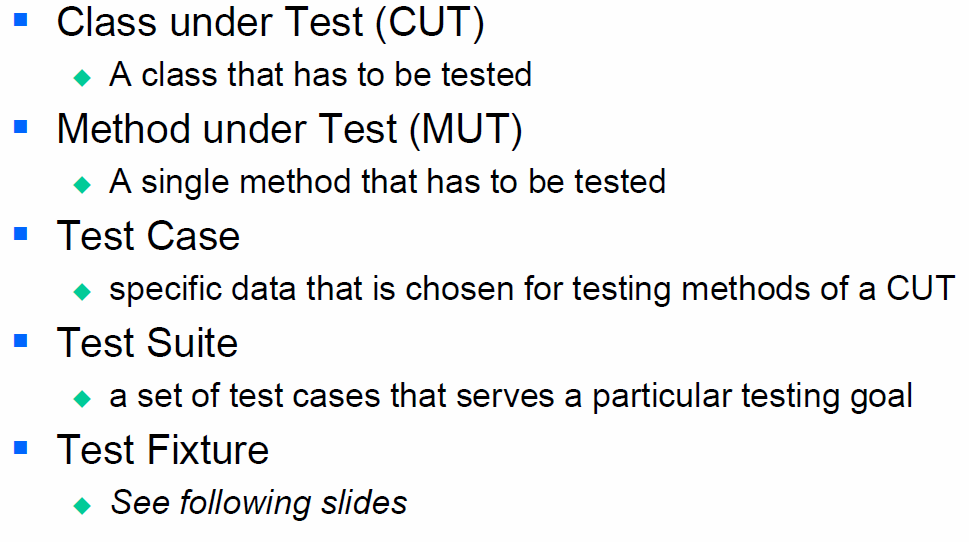 Class under Test (CUT)
A class that has to be tested
Method under Test (MUT)
A single method that has to be tested
Test Case
specific data that is chosen for testing methods of a CUT
Test Suite
a set of test cases that serves a particular testing goal
Test Fixture
See following slides